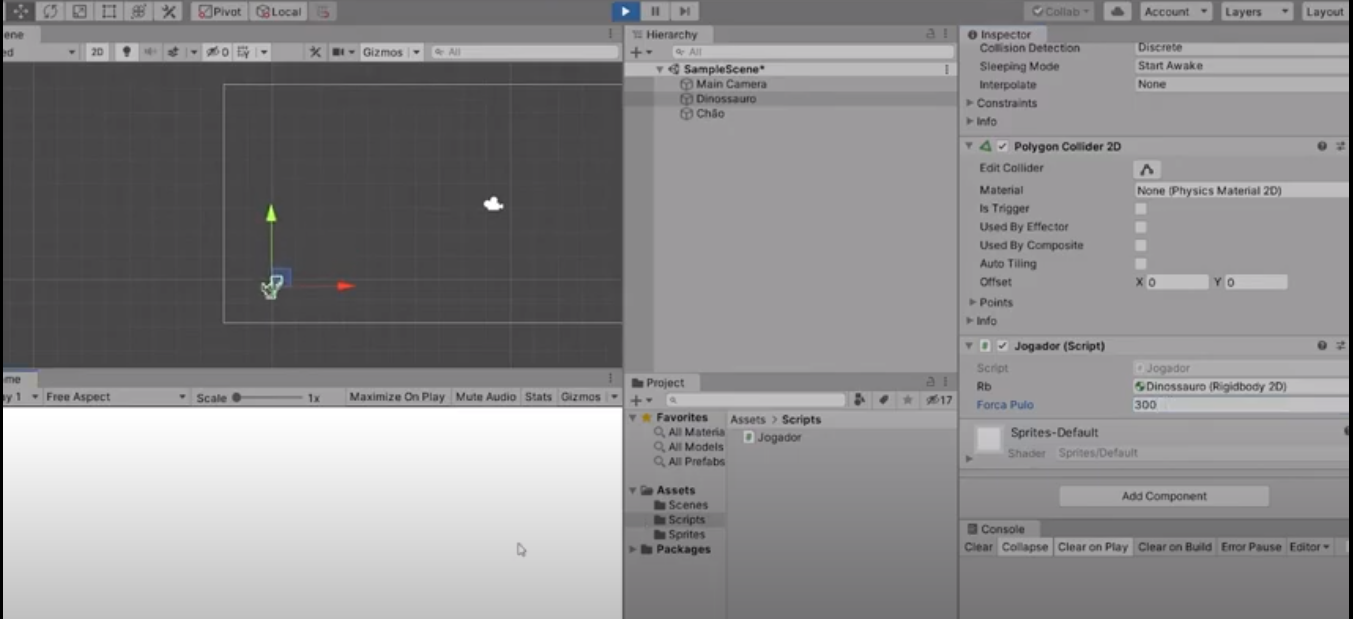 Pivot Local Collab Account Layers Layout
ene
ed 2D 0 Gizmos All
me
ay 1 Free Aspect Scale 1x Maximize On Play Mute Audio Stats Gizmos
Hierarchy
All
SampleScene*
Main Camera
Dinossauro
Chão
Project
17
Favorites
All Materia
All Models
All Prefabs
Assets
Scenes
Scripts
Sprites
Packages
Assets > Scripts
Jogador
Inspector
Collision Detection Discrete
Sleeping Mode Start Awake
Interpolate None
Constraints
Info
Polygon Collider 2D
Edit Collider
Material None (Physics Material 2D)
Is Trigger
Used By Effector
Used By Composite
Auto Tiling
Offset X 0 Y 0
Points
Info
Jogador (Script)
Script Jogador
Rb Dinossauro (Rigidbody 2D)
Forca Pulo 300
Sprites-Default
Shader Sprites/Default
Add Component
Console
Clear Collapse Clear on Play Clear on Build Error Pause Editor